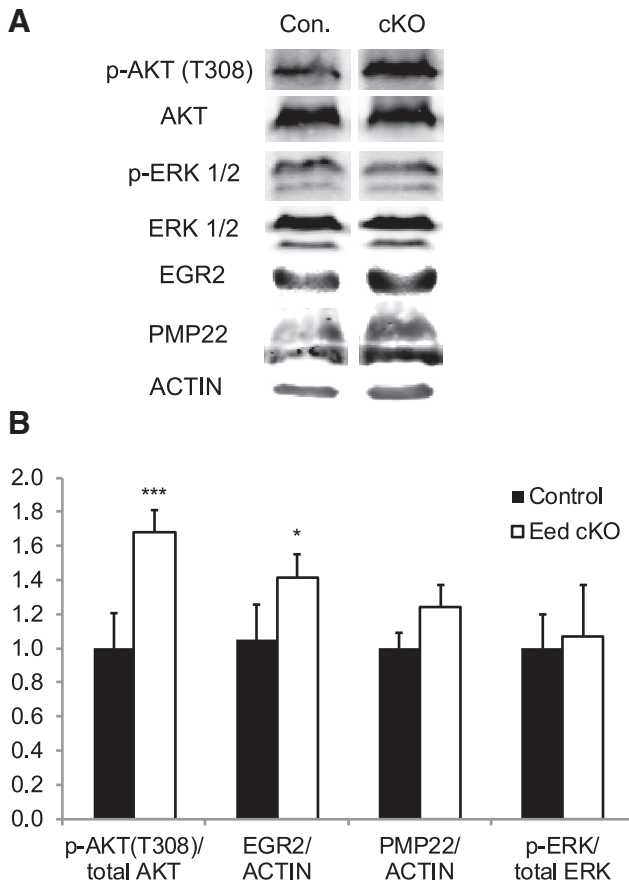 A
Con. cKO
p-AKT (T308)
AKT
p-ERK 1/2
ERK 1/2
EGR2
PMP22
ACTIN
B
2.0
1.8
1.6
1.4
1.2
1.0
0.8
0.6
0.4
0.2
0.0
***
*
Control
Eed cKO
p-AKT(T308)/
total AKT
EGR2/
ACTIN
PMP22/
ACTIN
p-ERK/
total ERK